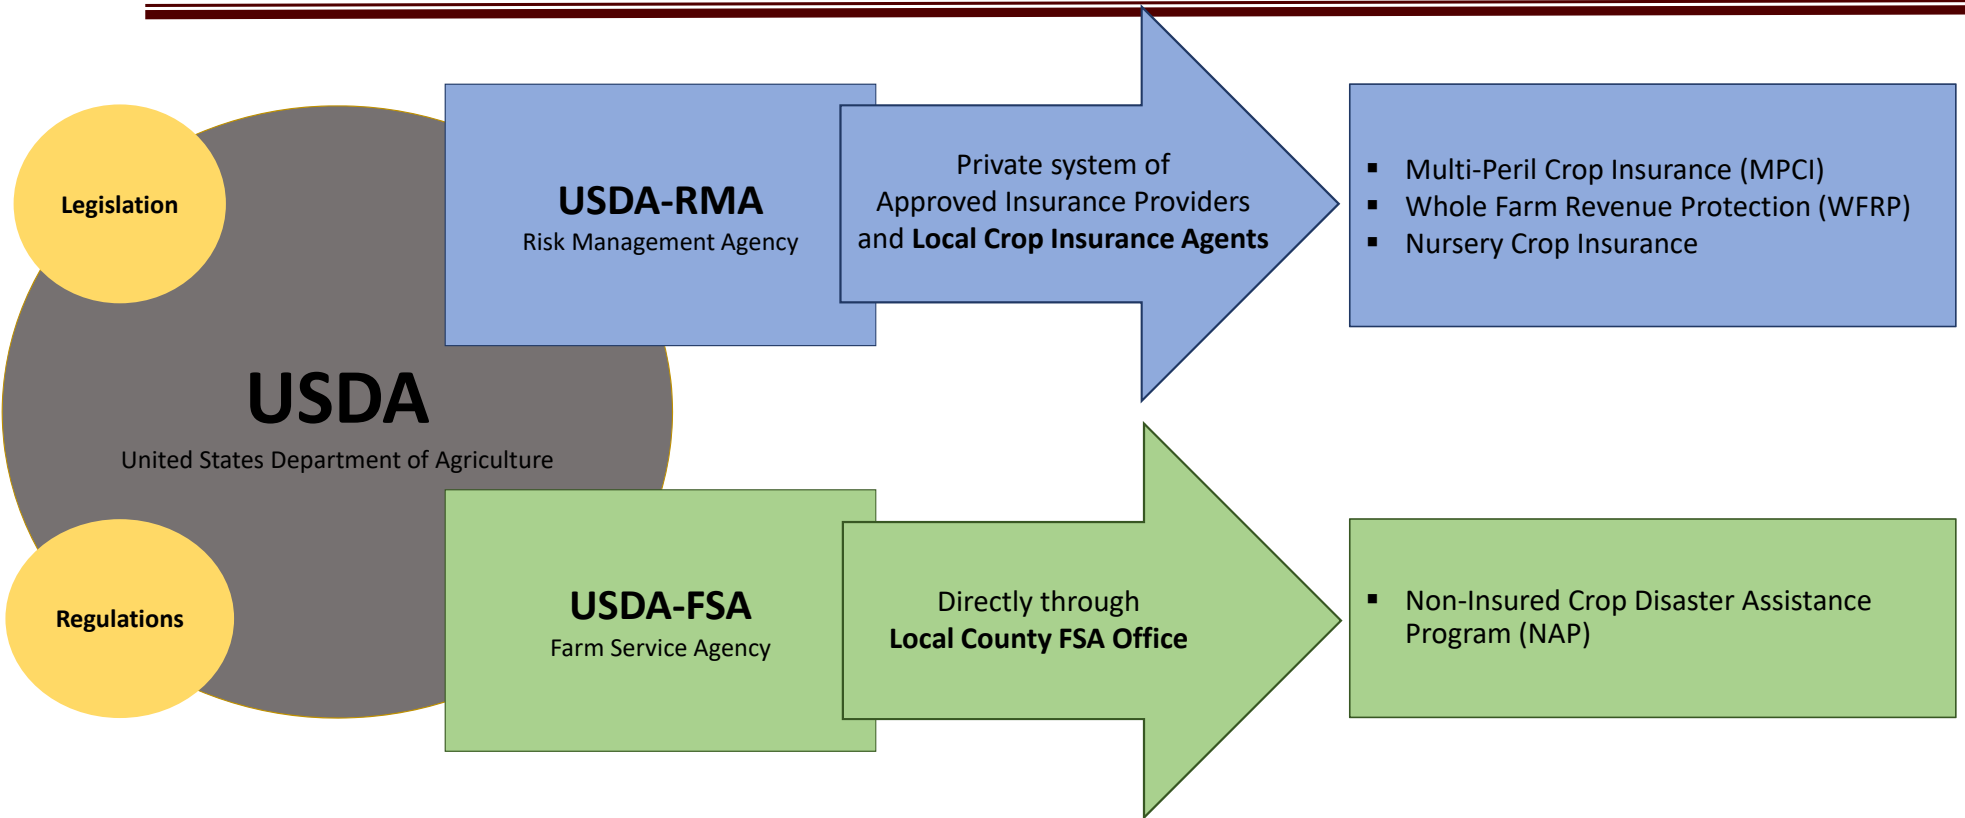 Legislation
USDA
United States Department of Agriculture
Regulations
USDA-RMA
Risk Management Agency
Private system of
Approved Insurance Providers
and Local Crop Insurance Agents
▪ Multi-Peril Crop Insurance (MPCI)
▪ Whole Farm Revenue Protection (WFRP)
▪ Nursery Crop Insurance
USDA-FSA
Farm Service Agency
Directly through
Local County FSA Office
▪ Non-Insured Crop Disaster Assistance
Program (NAP)